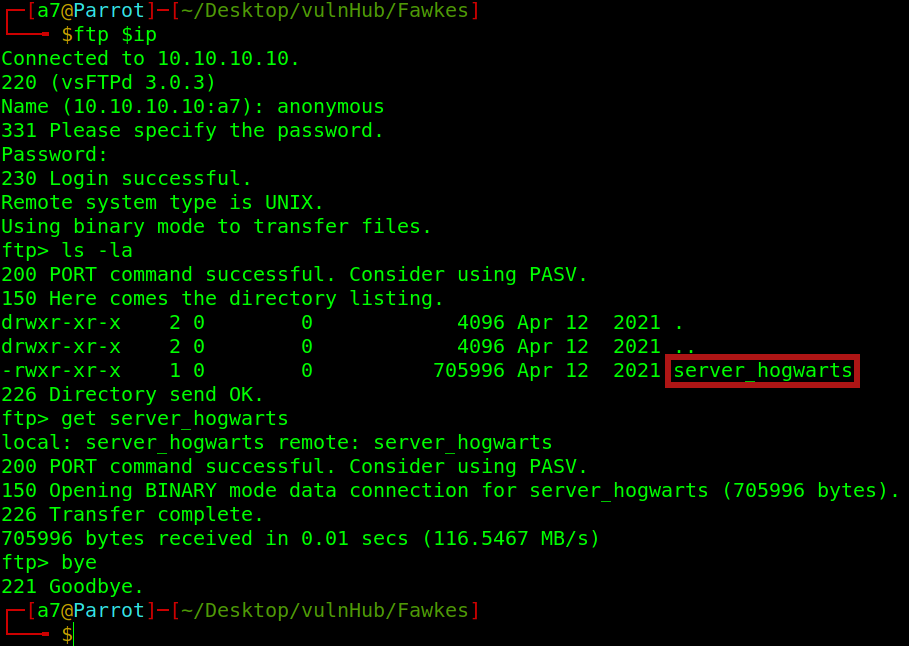 ┌─[a7@Parrot]─[~/Desktop/vulnHub/Fawkes]
└──╼ $ftp $ip
Connected to 10.10.10.10.
220 (vsFTPd 3.0.3)
Name (10.10.10.10:a7): anonymous
331 Please specify the password.
Password:
230 Login successful.
Remote system type is UNIX.
Using binary mode to transfer files.
ftp> ls -la
200 PORT command successful. Consider using PASV.
150 Here comes the directory listing.
drwxr-xr-x    2 0        0            4096 Apr 12  2021 .
drwxr-xr-x    2 0        0            4096 Apr 12  2021 ..
-rwxr-xr-x    1 0        0          705996 Apr 12  2021 server_hogwarts
226 Directory send OK.
ftp> get server_hogwarts
local: server_hogwarts remote: server_hogwarts
200 PORT command successful. Consider using PASV.
150 Opening BINARY mode data connection for server_hogwarts (705996 bytes).
226 Transfer complete.
705996 bytes received in 0.01 secs (116.5467 MB/s)
ftp> bye
221 Goodbye.
┌─[a7@Parrot]─[~/Desktop/vulnHub/Fawkes]
└──╼ $